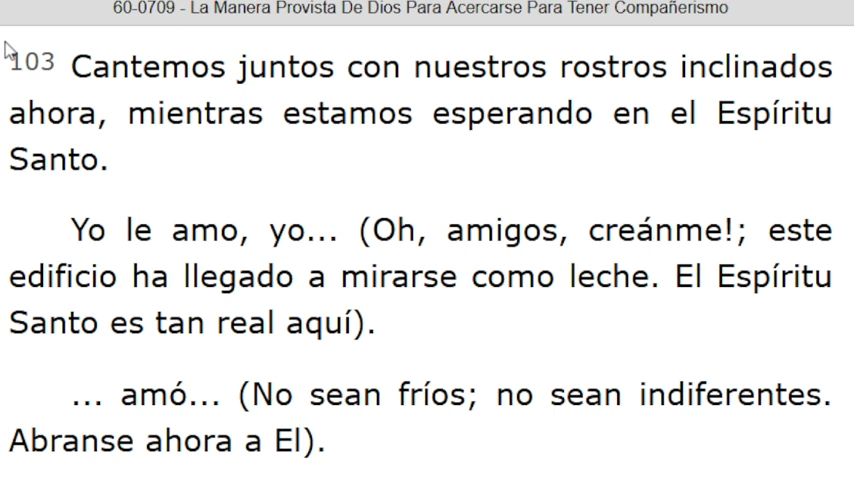 60-0709 - La Manera Provista De Dios Para Acercarse Para Tener Compañerismo
103 Cantemos juntos con nuestros rostros inclinados
ahora, mientras estamos esperando en el Espíritu
Santo.
Yo le amo, yo... (Oh, amigos, creánme!; este
edificio ha llegado a mirarse como leche. El Espíritu
Santo es tan real aquí).
... amó... (No sean fríos; no sean indiferentes.
Abranse ahora a El).